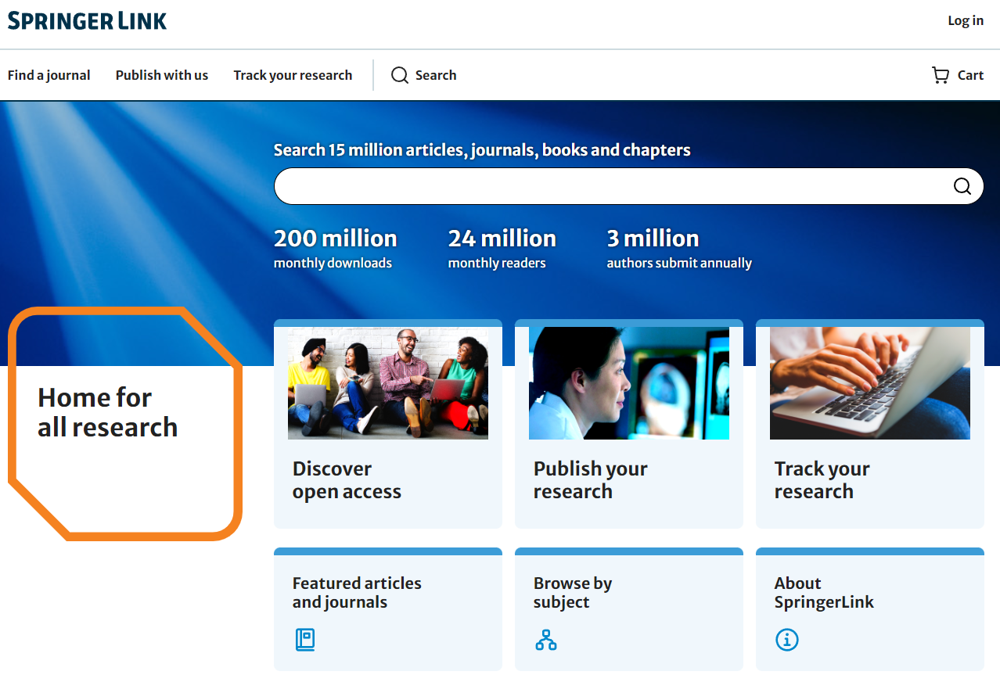 SPRINGER LINK
Log in
Find a journal
Publish with us
Track your research
Search
Cart
Search 15 million articles, journals, books and chapters
200 million
monthly downloads
24 million
monthly readers
3 million
authors submit annually
Home for
all research
Discover
open access
Publish your
research
Track your
research
Featured articles
and journals
Browse by
subject
About
SpringerLink